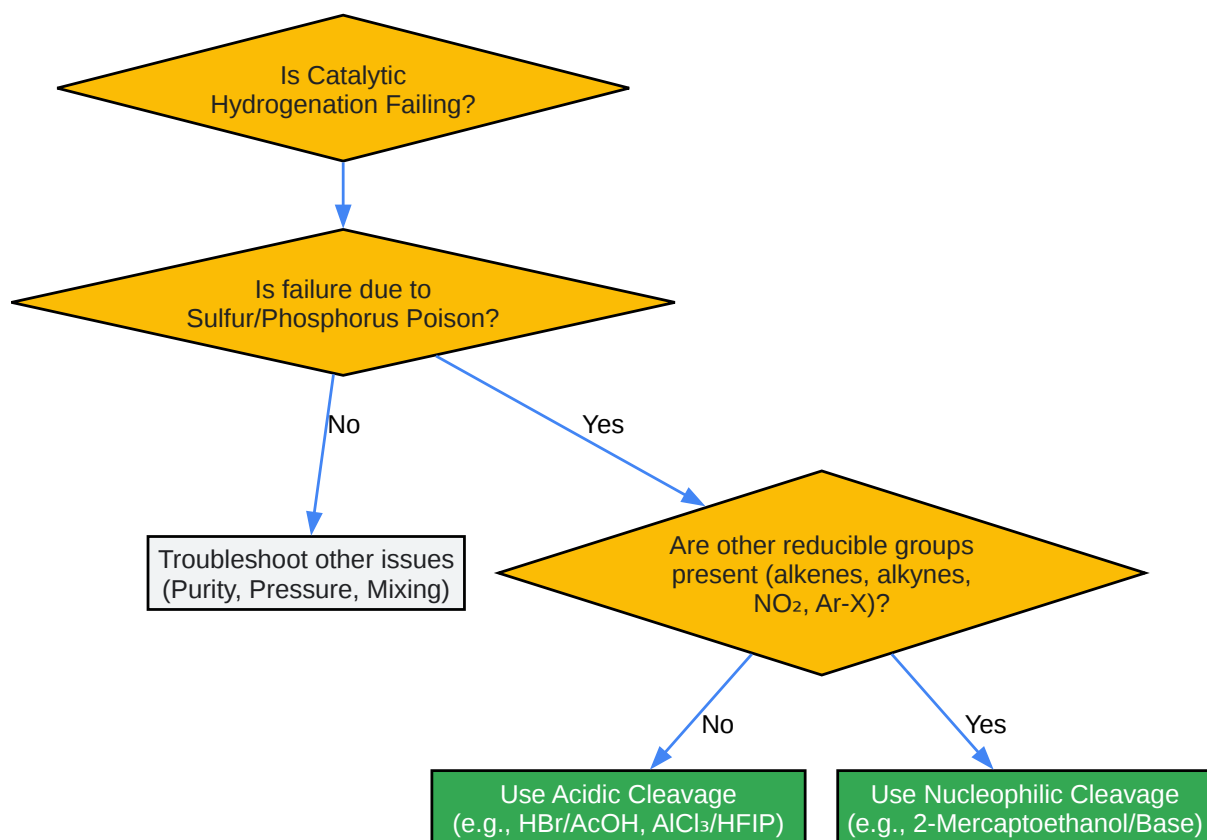 Is Catalytic
Hydrogenation Failing?
Is failure due to
Sulfur/Phosphorus Poison?
No
Yes
Troubleshoot other issues
(Purity, Pressure, Mixing)
Are other reducible groups
present (alkenes, alkynes,
NO₂, Ar-X)?
No
Yes
Use Acidic Cleavage
(e.g., HBr/AcOH, AlCl₃/HFIP)
Use Nucleophilic Cleavage
(e.g., 2-Mercaptoethanol/Base)